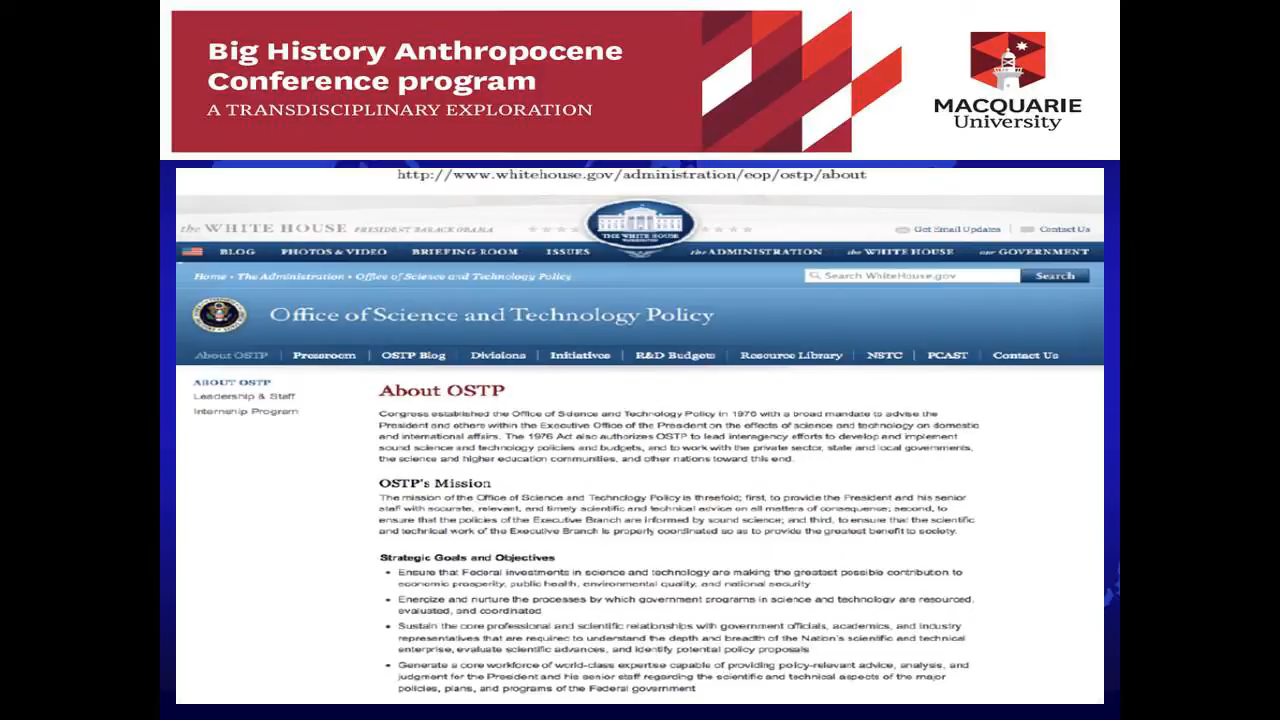 Big History Anthropocene
Conference program
A TRANSDISCIPLINARY EXPLORATION
MACQUARIE
University
http://www.whitehouse.gov/administration/eop/ostp/about
the WHITE HOUSE PRESIDENT BARACK OBAMA
THE WHITE HOUSE
WASHINGTON
Get Email Updates | Contact Us
BLOG PHOTOS & VIDEO BRIEFING ROOM ISSUES the ADMINISTRATION the WHITE HOUSE our GOVERNMENT
Home • The Administration • Office of Science and Technology Policy
Search WhiteHouse.gov Search
Office of Science and Technology Policy
About OSTP | Pressroom | OSTP Blog | Divisions | Initiatives | R&D Budgets | Resource Library | NSTC | PCAST | Contact Us
ABOUT OSTP
Leadership & Staff
Internship Program
About OSTP
Congress established the Office of Science and Technology Policy in 1976 with a broad mandate to advise the
President and others within the Executive Office of the President on the effects of science and technology on domestic
and international affairs. The 1976 Act also authorizes OSTP to lead interagency efforts to develop and implement
sound science and technology policies and budgets, and to work with the private sector, state and local governments,
the science and higher education communities, and other nations toward this end.
OSTP's Mission
The mission of the Office of Science and Technology Policy is threefold; first, to provide the President and his senior
staff with accurate, relevant, and timely scientific and technical advice on all matters of consequence; second, to
ensure that the policies of the Executive Branch are informed by sound science; and third, to ensure that the scientific
and technical work of the Executive Branch is properly coordinated so as to provide the greatest benefit to society.
Strategic Goals and Objectives
• Ensure that Federal investments in science and technology are making the greatest possible contribution to
economic prosperity, public health, environmental quality, and national security
• Energize and nurture the processes by which government programs in science and technology are resourced,
evaluated, and coordinated
• Sustain the core professional and scientific relationships with government officials, academics, and industry
representatives that are required to understand the depth and breadth of the Nation's scientific and technical
enterprise, evaluate scientific advances, and identify potential policy proposals
• Generate a core workforce of world-class expertise capable of providing policy-relevant advice, analysis, and
judgment for the President and his senior staff regarding the scientific and technical aspects of the major
policies, plans, and programs of the Federal government